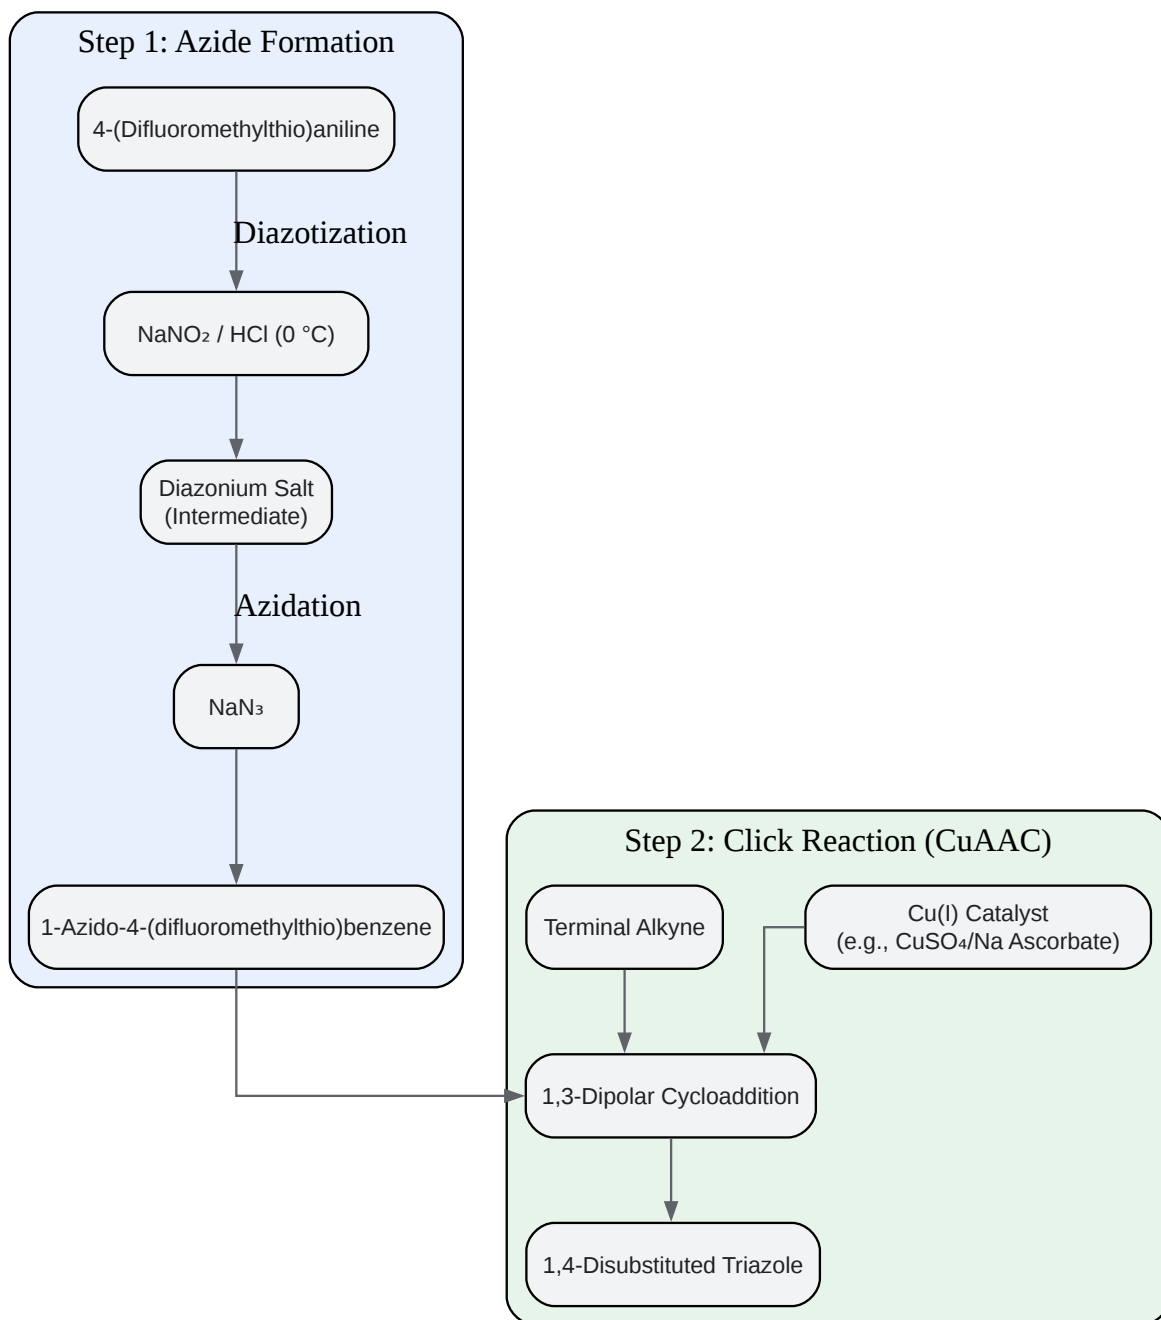 Step 1: Azide Formation
4-(Difluoromethylthio)aniline
Diazotization
NaNO₂ / HCl (0 °C)
Diazonium Salt
(Intermediate)
Azidation
NaN₃
1-Azido-4-(difluoromethylthio)benzene
Step 2: Click Reaction (CuAAC)
Terminal Alkyne
Cu(I) Catalyst
(e.g., CuSO₄/Na Ascorbate)
1,3-Dipolar Cycloaddition
1,4-Disubstituted Triazole